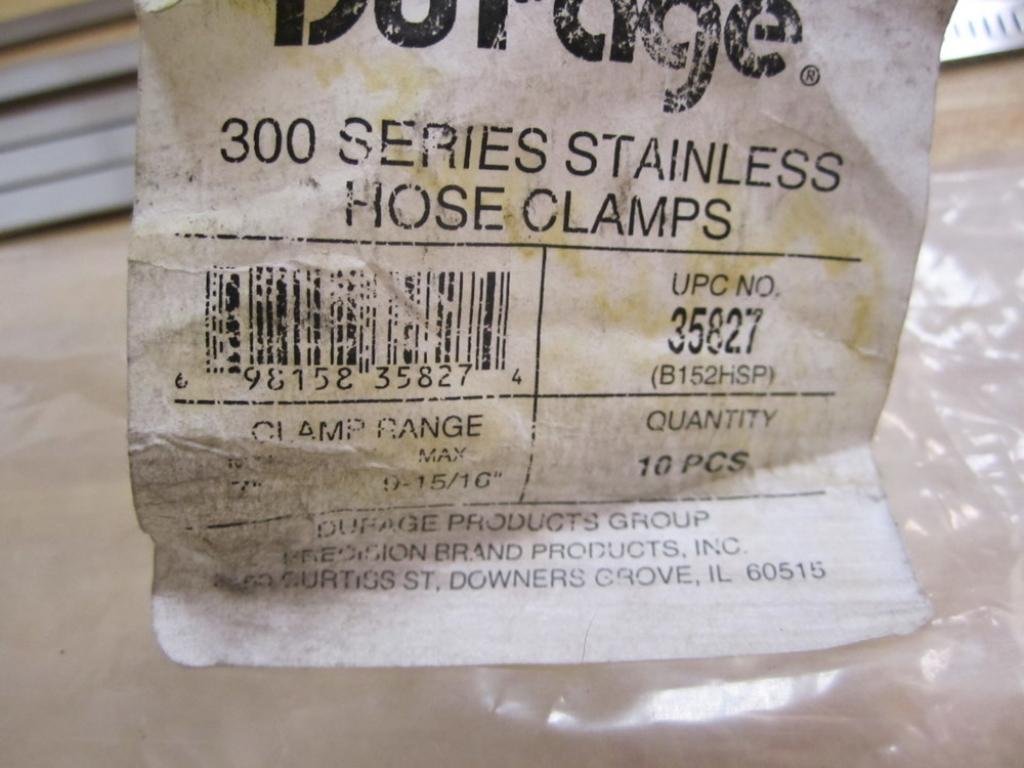 Durage®
300 SERIES STAINLESS
HOSE CLAMPS
6 98158 35827 4
UPC NO.
35827
(B152HSP)
CLAMP RANGE
MAX
7" 9-15/16"
QUANTITY
10 PCS
DURAGE PRODUCTS GROUP
PRECISION BRAND PRODUCTS, INC.
CURTISS ST, DOWNERS GROVE, IL 60515